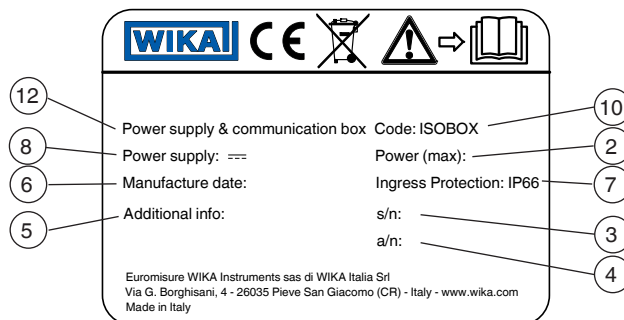 WIKA CE
12
10
Power supply & communication box Code: ISOBOX
8
2
Power supply: ⎓ Power (max):
6
7
Manufacture date: Ingress Protection: IP66
5
3
Additional info: s/n:
4
a/n:
Euromisure WIKA Instruments sas di WIKA Italia Srl
Via G. Borghisani, 4 - 26035 Pieve San Giacomo (CR) - Italy - www.wika.com
Made in Italy